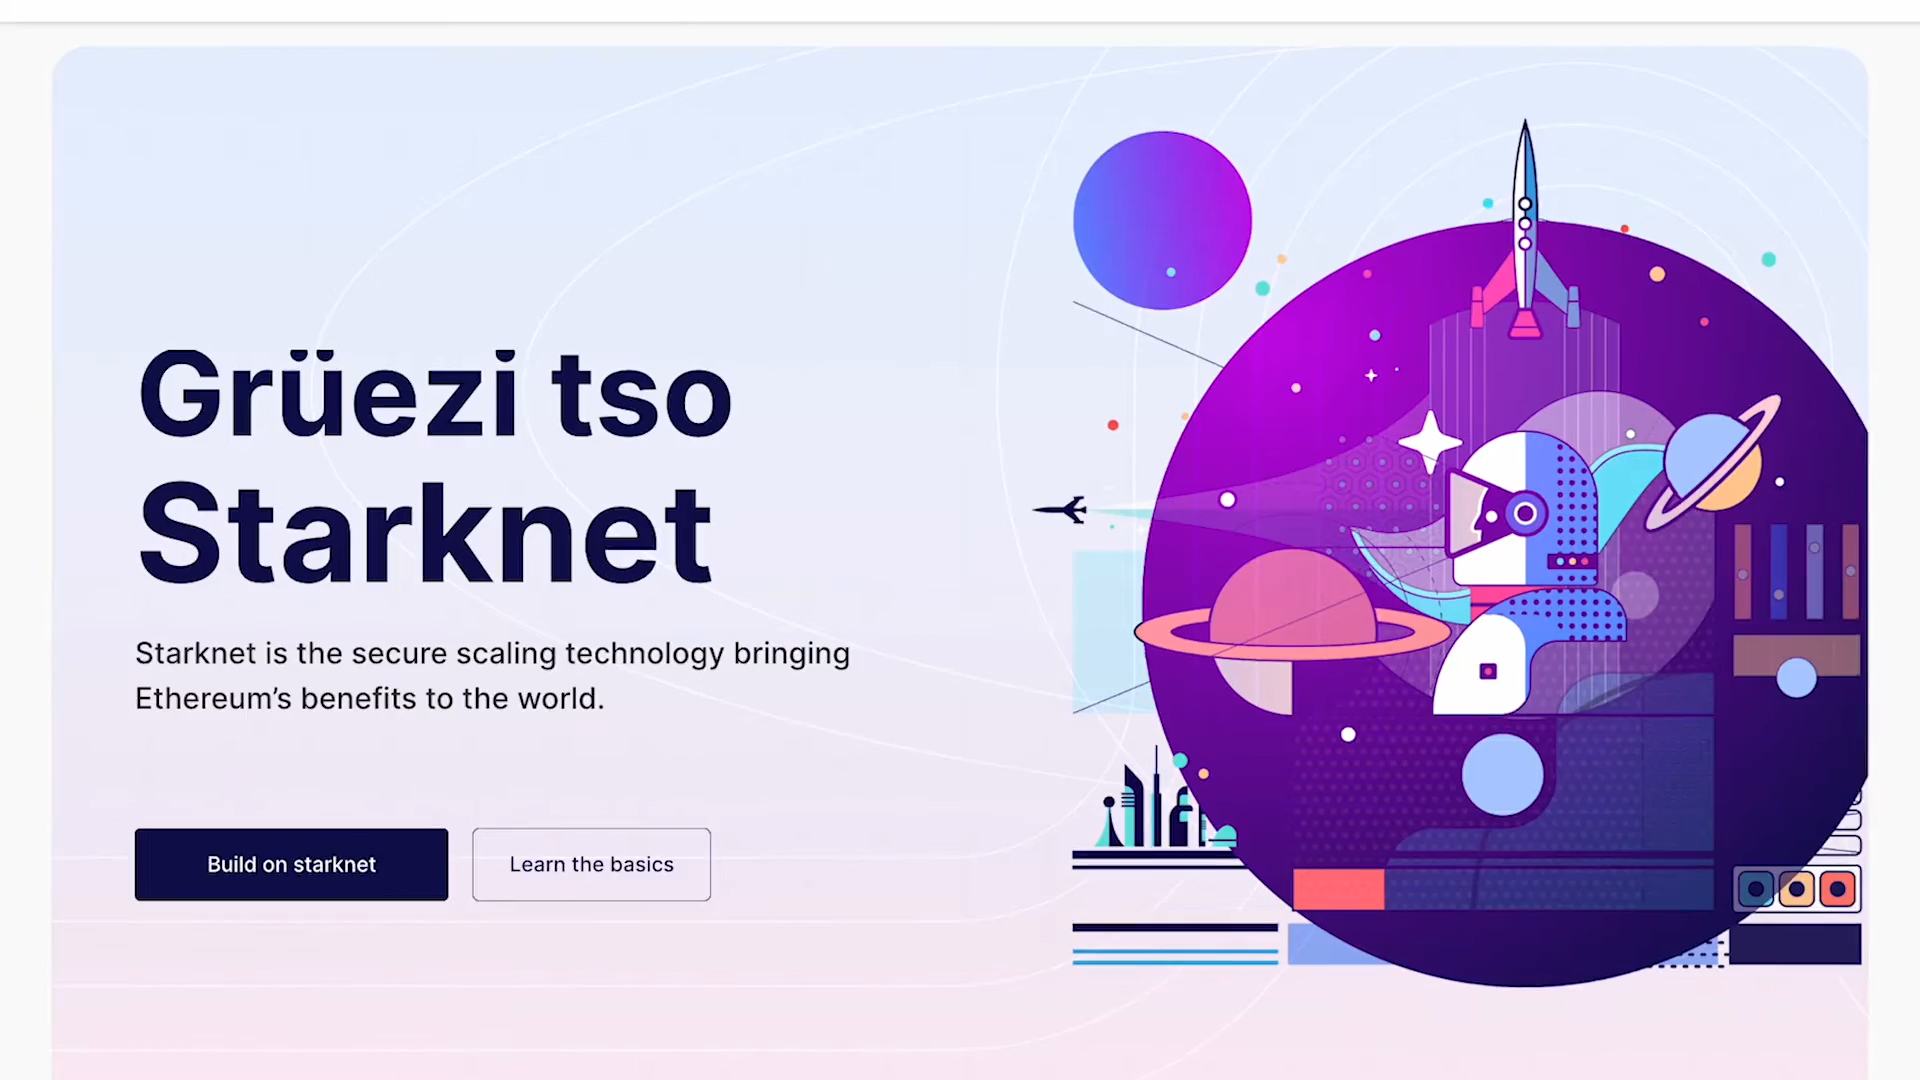 Grüezi tso
Starknet
Starknet is the secure scaling technology bringing
Ethereum’s benefits to the world.
Build on starknet
Learn the basics